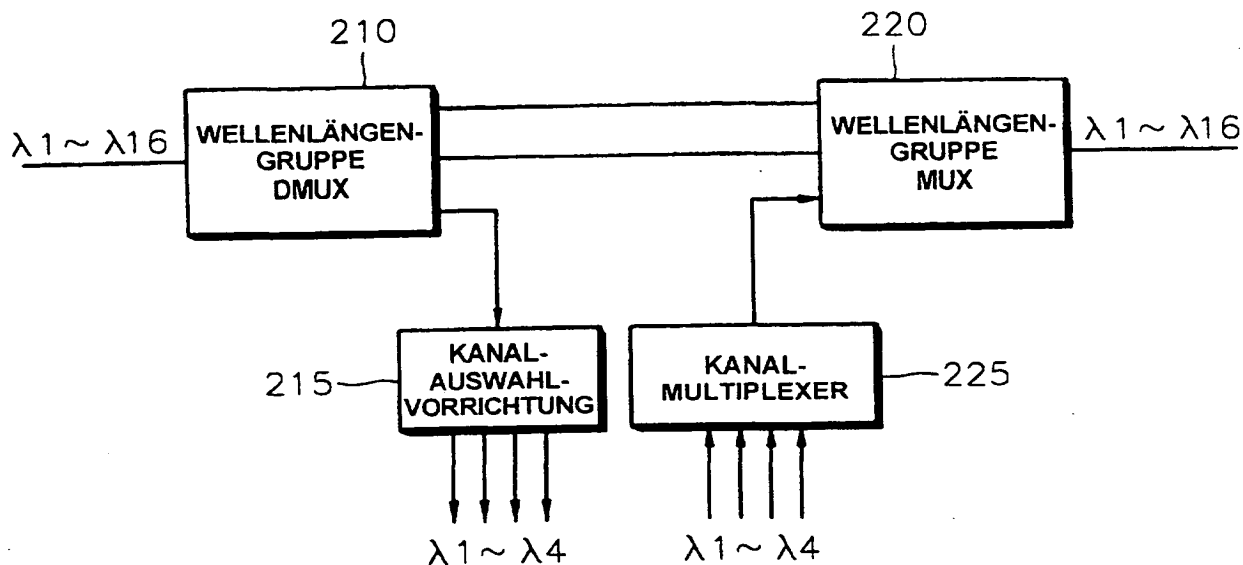 210
220
λ1~ λ16
WELLENLÄNGEN-
GRUPPE
DMUX
WELLENLÄNGEN-
GRUPPE
MUX
λ1~ λ16
215
KANAL-
AUSWAHL-
VORRICHTUNG
KANAL-
MULTIPLEXER
225
λ1~ λ4
λ1~ λ4